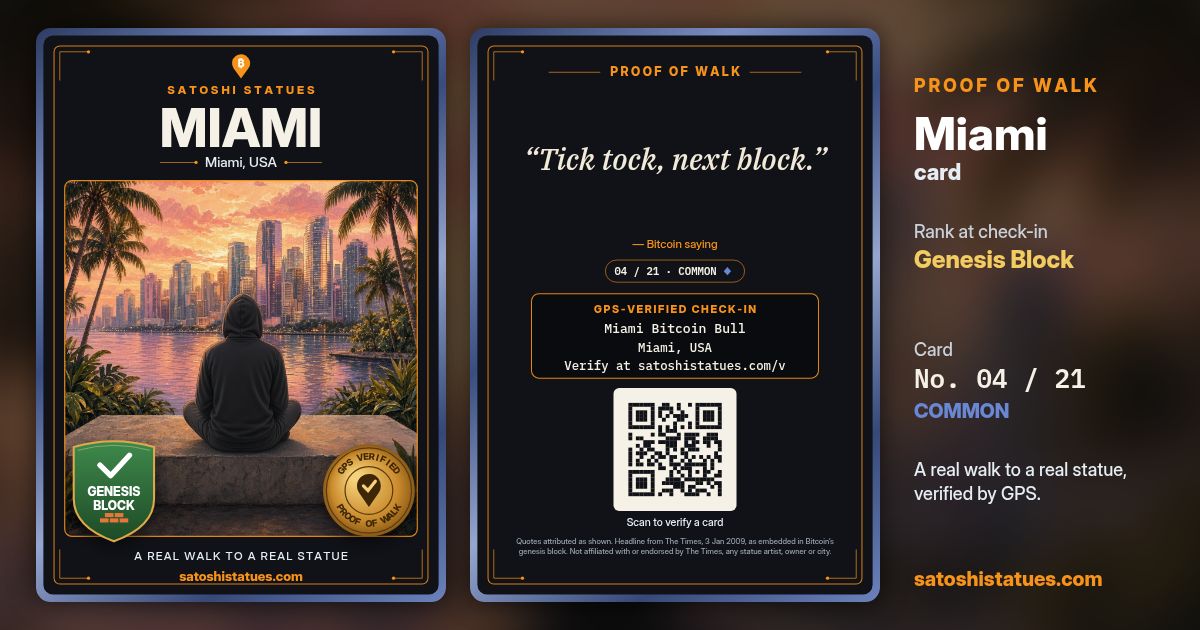 SATOSHI STATUES
MIAMI
Miami, USA
GENESIS
BLOCK
GPS VERIFIED
PROOF OF WALK
A REAL WALK TO A REAL STATUE
satoshistatues.com
PROOF OF WALK
“Tick tock, next block.”
— Bitcoin saying
04 / 21 · COMMON
GPS-VERIFIED CHECK-IN
Miami Bitcoin Bull
Miami, USA
Verify at satoshistatues.com/v
Scan to verify a card
Quotes attributed as shown. Headline from The Times, 3 Jan 2009, as embedded in Bitcoin's
genesis block. Not affiliated with or endorsed by The Times, any statue artist, owner or city.
PROOF OF WALK
Miami
card
Rank at check-in
Genesis Block
Card
No. 04 / 21
COMMON
A real walk to a real statue,
verified by GPS.
satoshistatues.com